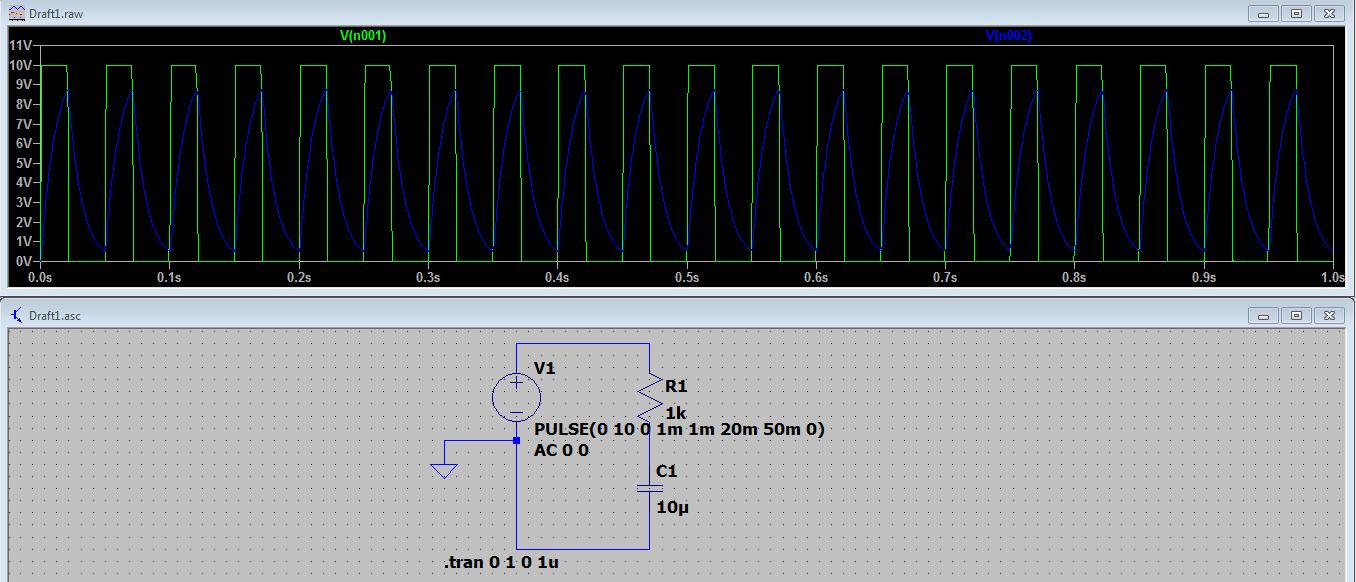 Draft1.raw
V(n001) V(n002)
11V
10V
9V
8V
7V
6V
5V
4V
3V
2V
1V
0V
0.0s 0.1s 0.2s 0.3s 0.4s 0.5s 0.6s 0.7s 0.8s 0.9s 1.0s
Draft1.asc
V1
R1
1k
PULSE(0 10 0 1m 1m 20m 50m 0)
AC 0 0
C1
10µ
.tran 0 1 0 1u